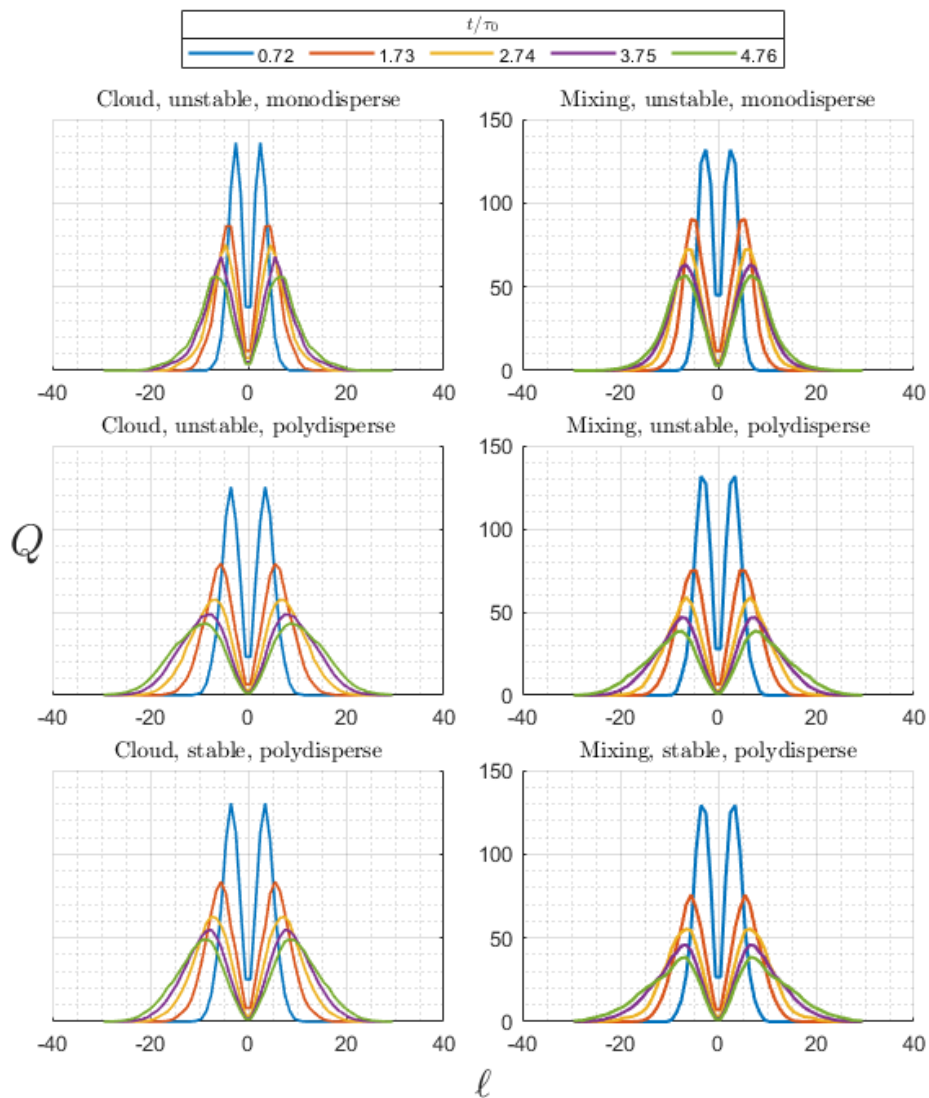 t/τ₀
0.72 1.73 2.74 3.75 4.76
Cloud, unstable, monodisperse Mixing, unstable, monodisperse
150
100
50
0
-40 -20 0 20 40 -40 -20 0 20 40
Cloud, unstable, polydisperse Mixing, unstable, polydisperse
150
Q
100
50
0
-40 -20 0 20 40 -40 -20 0 20 40
Cloud, stable, polydisperse Mixing, stable, polydisperse
150
100
50
0
-40 -20 0 20 40 -40 -20 0 20 40
ℓ